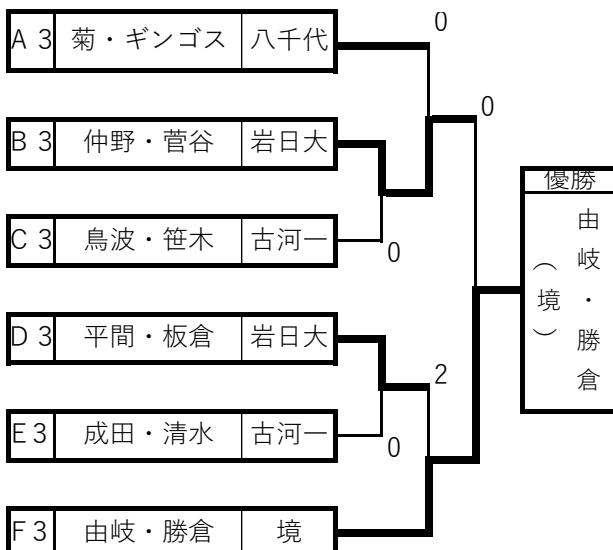 A 3 菊・ギンゴス 八千代
0
0
B 3 仲野・菅谷 岩日大
優勝
由岐・勝倉
（境）
C 3 鳥波・笹木 古河一
0
D 3 平間・板倉 岩日大
2
E 3 成田・清水 古河一
0
F 3 由岐・勝倉 境